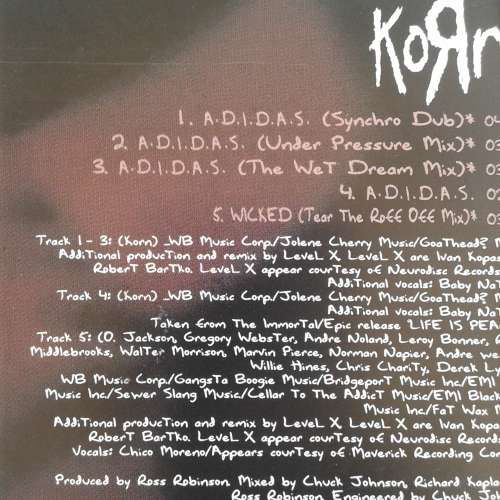 KoRn
1. A.D.I.D.A.S. (Synchro Dub)*
2. A.D.I.D.A.S. (Under Pressure Mix)*
3. A.D.I.D.A.S. (The Wet Dream Mix)*
4. A.D.I.D.A.S.
5. WICKED (Tear The Roff Off Mix)*
Track 1 - 3: (Korn) _WB Music Corp./Jolene Cherry Music/Goathead?
Additional production and remix by Level X. Level X are Ivan
Robert Bartko. Level X appear courtesy of Neurodisc
Additional vocals: Baby
Track 4: (Korn) _WB Music Corp./Jolene Cherry Music/Goathead?
Additional vocals: Baby
Taken from The Immortal/Epic release LIFE IS
Track 5: (O. Jackson, Gregory Webster, Andre Noland, Leroy Bonner,
Middlebrooks, Walter Morrison, Marvin Pierce, Norman Napier, Andre
Willie Hines, Chris Charity, Derek
WB Music Corp/Gangsta Boogie Music/Bridgeport Music Inc/EMI
Music Inc/Sewer Slang Music/Cellar To The Addict Music/EMI
Music Inc/Fat Wax
Additional production and remix by Level X. Level X are Ivan
Robert Bartko. Level X appear courtesy of Neurodisc
Vocals: Chico Moreno/Appears courtesy of Maverick Recording
Produced by Ross Robinson. Mixed by Chuck Johnson, Richard
Ross Robinson. Engineered by Chuck